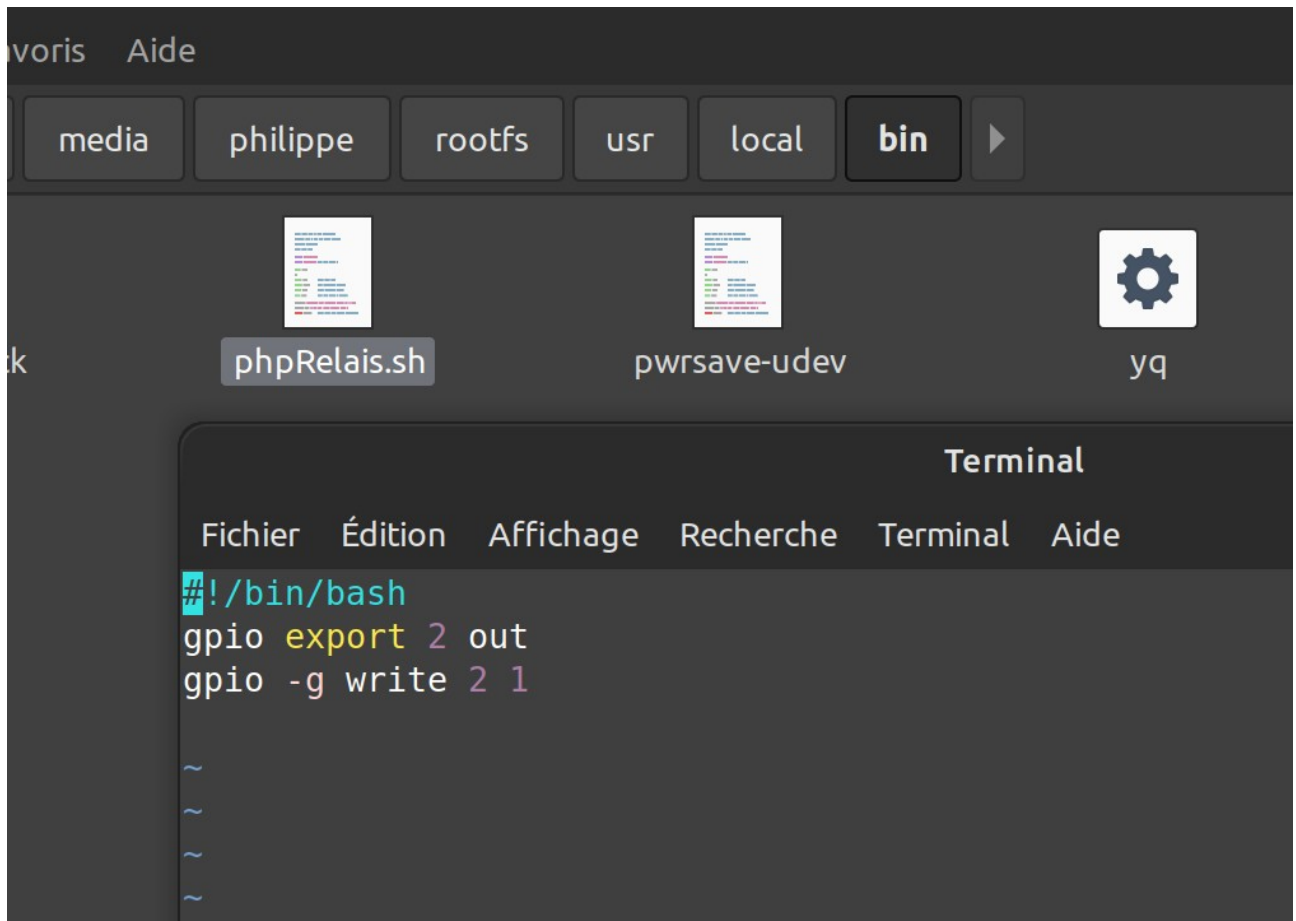 avoris Aide
media philippe rootfs usr local bin
ck phpRelais.sh pwrsave-udev yq
Terminal
Fichier Édition Affichage Recherche Terminal Aide
#!/bin/bash
gpio export 2 out
gpio -g write 2 1
~
~
~
~